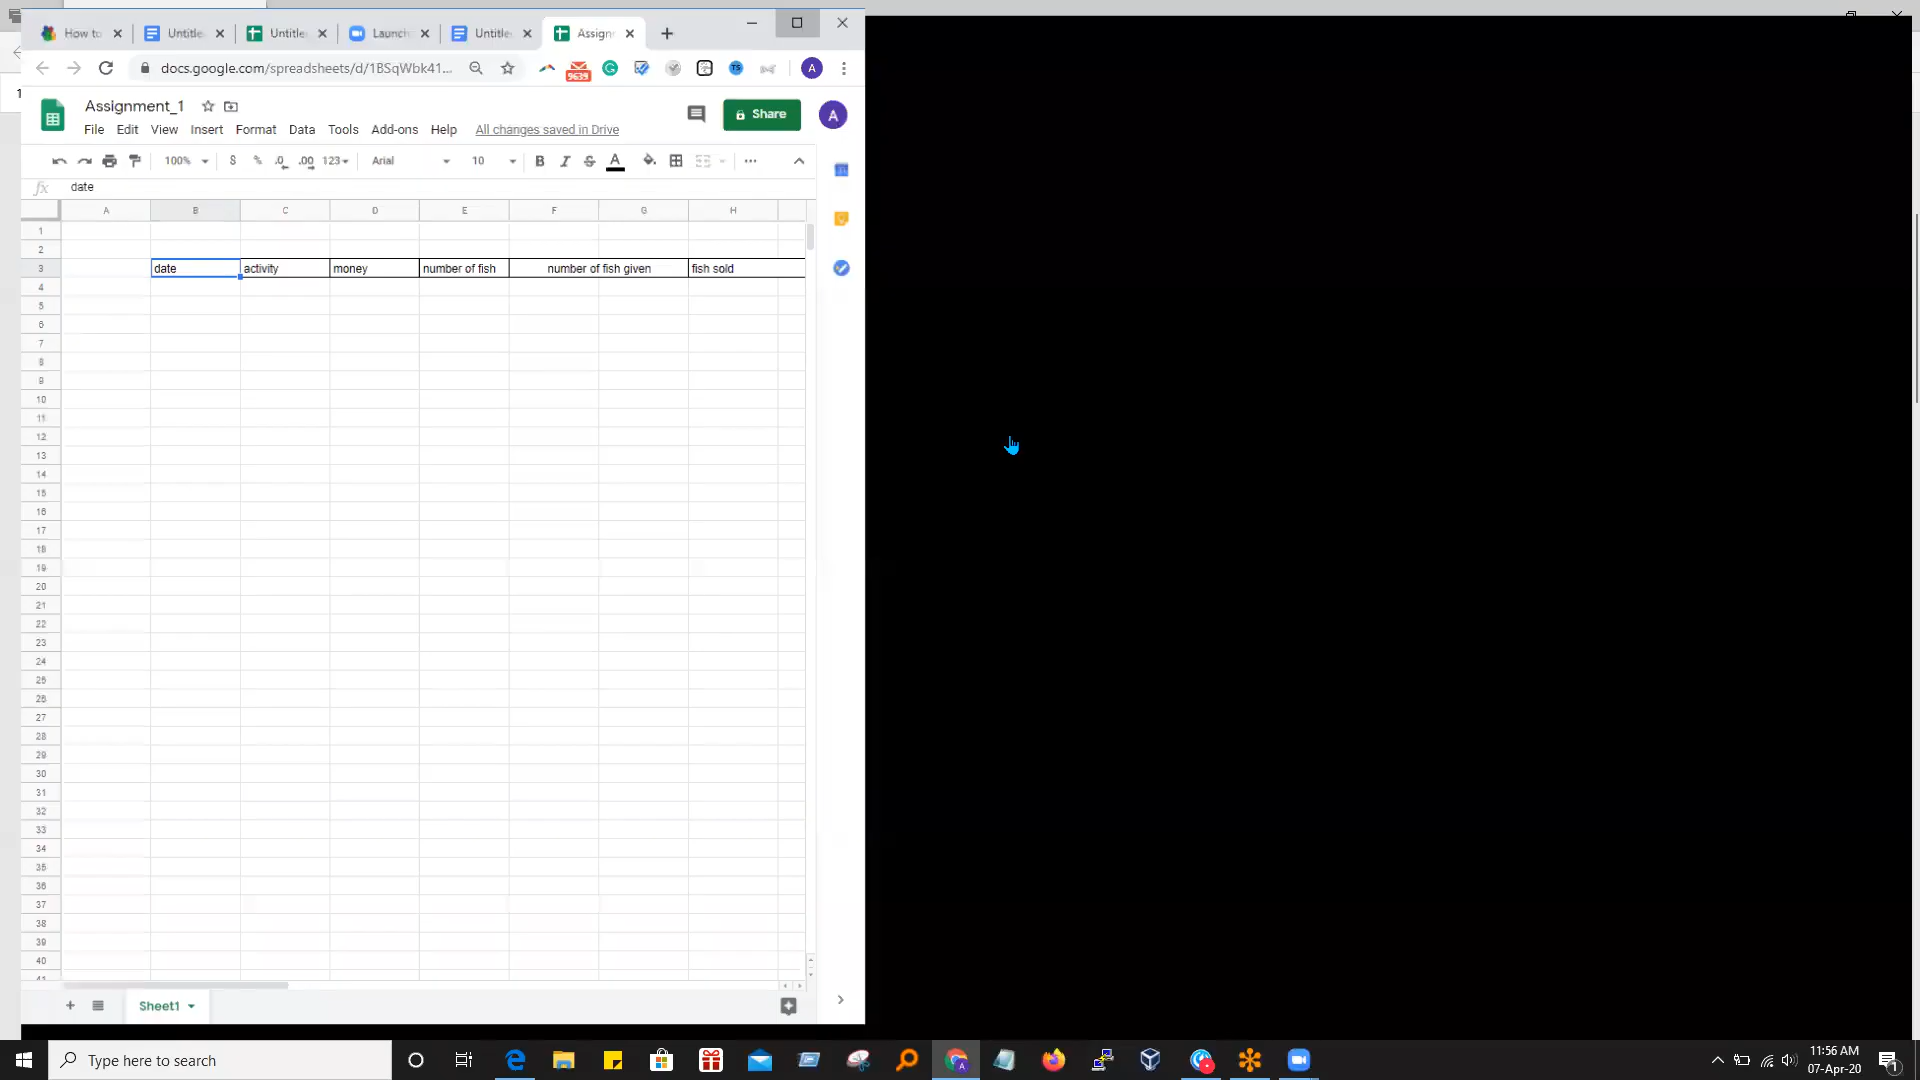 How to
Untitle
Untitle
Launch
Untitle
Assign
docs.google.com/spreadsheets/d/1BSqWbk41...
9639
TS
A
Assignment_1
Share
A
File Edit View Insert Format Data Tools Add-ons Help All changes saved in Drive
100% $ % .0 .00 123 Arial 10 B I S A
fx date
A B C D E F G H
1
2
3 date activity money number of fish number of fish given fish sold
4
5
6
7
8
9
10
11
12
13
14
15
16
17
18
19
20
21
22
23
24
25
26
27
28
29
30
31
32
33
34
35
36
37
38
39
40
41
Sheet1
Type here to search
11:56 AM
07-Apr-20
1